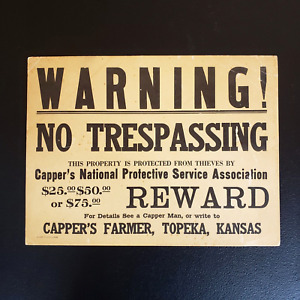 WARNING!
NO TRESPASSING
THIS PROPERTY IS PROTECTED FROM THIEVES BY
Capper's National Protective Service Association
$25.00 $50.00
or $75.00 REWARD
For Details See a Capper Man, or write to
CAPPER'S FARMER, TOPEKA, KANSAS